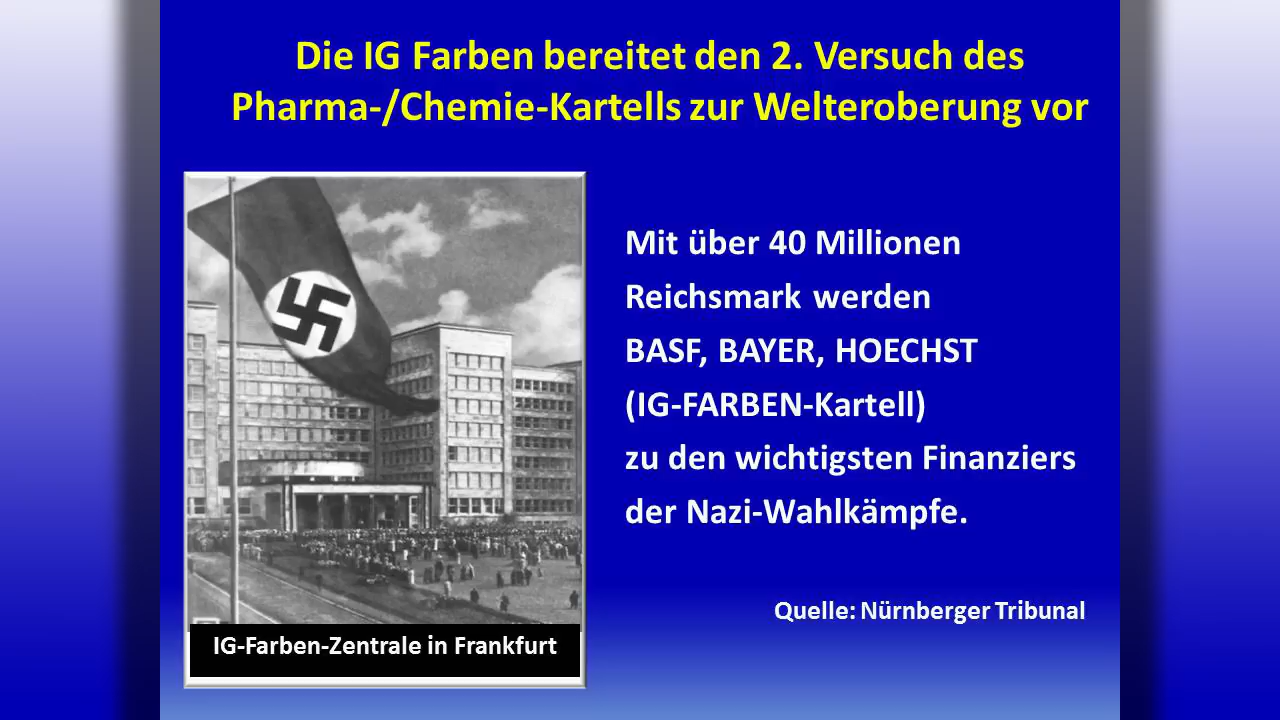 Die IG Farben bereitet den 2. Versuch des
Pharma-/Chemie-Kartells zur Welteroberung vor
Mit über 40 Millionen
Reichsmark werden
BASF, BAYER, HOECHST
(IG-FARBEN-Kartell)
zu den wichtigsten Finanziers
der Nazi-Wahlkämpfe.
Quelle: Nürnberger Tribunal
IG-Farben-Zentrale in Frankfurt